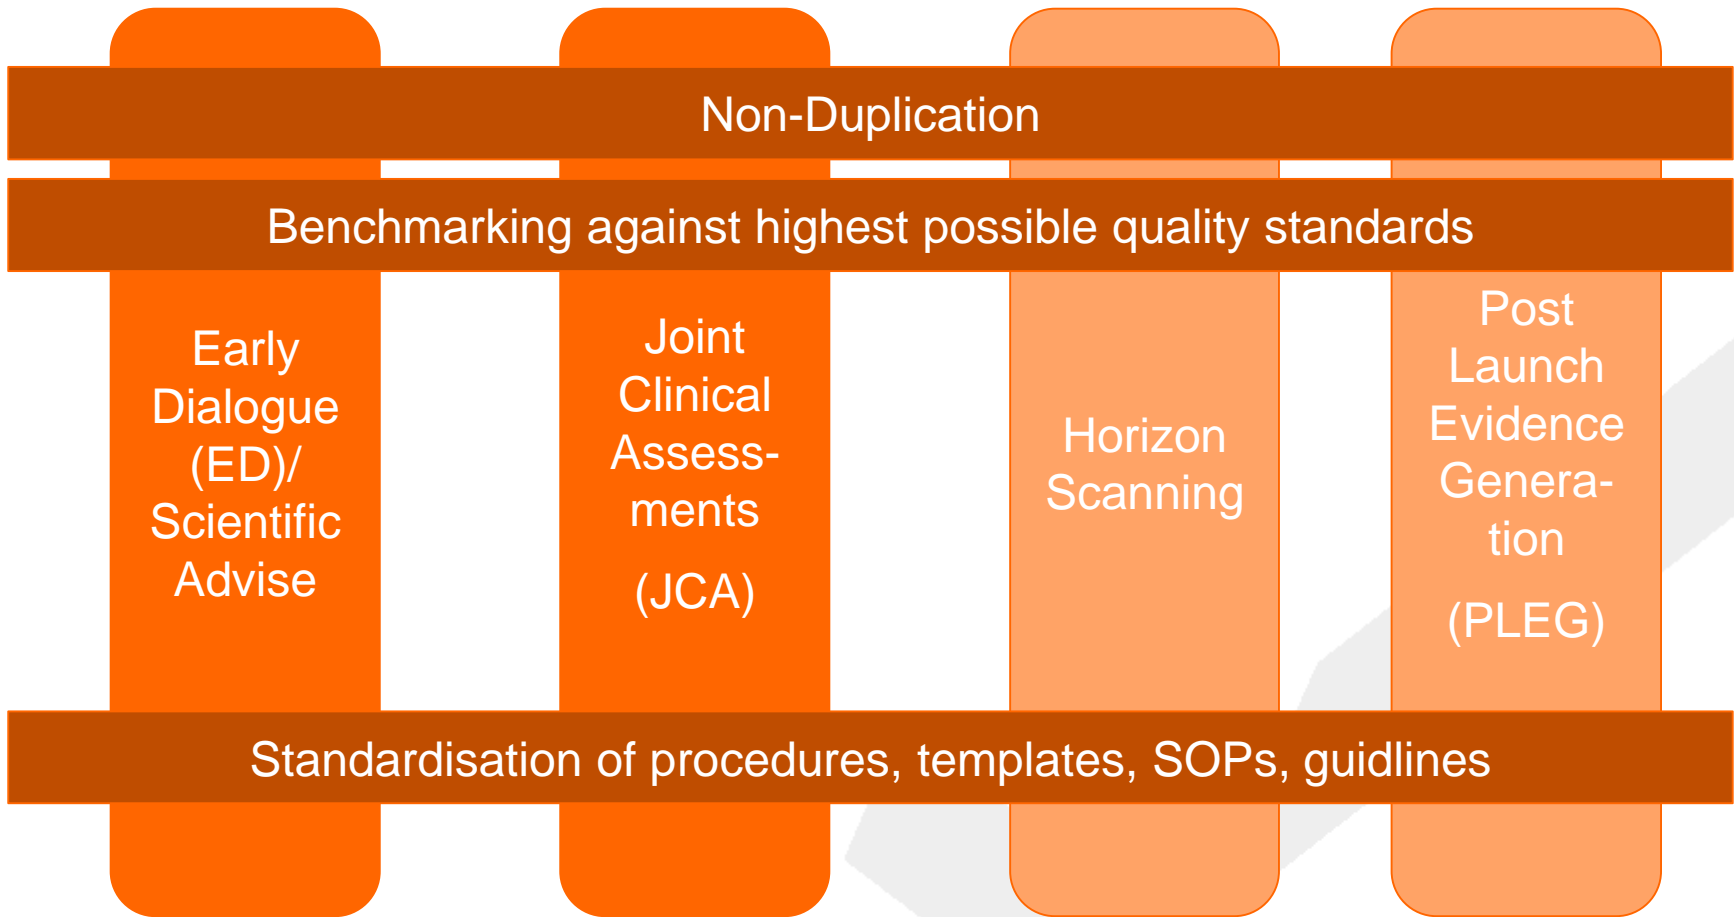 Non-Duplication
Benchmarking against highest possible quality standards
Early
Dialogue
(ED)/
Scientific
Advise
Joint
Clinical
Assess-
ments
(JCA)
Horizon
Scanning
Post
Launch
Evidence
Genera-
tion
(PLEG)
Standardisation of procedures, templates, SOPs, guidlines